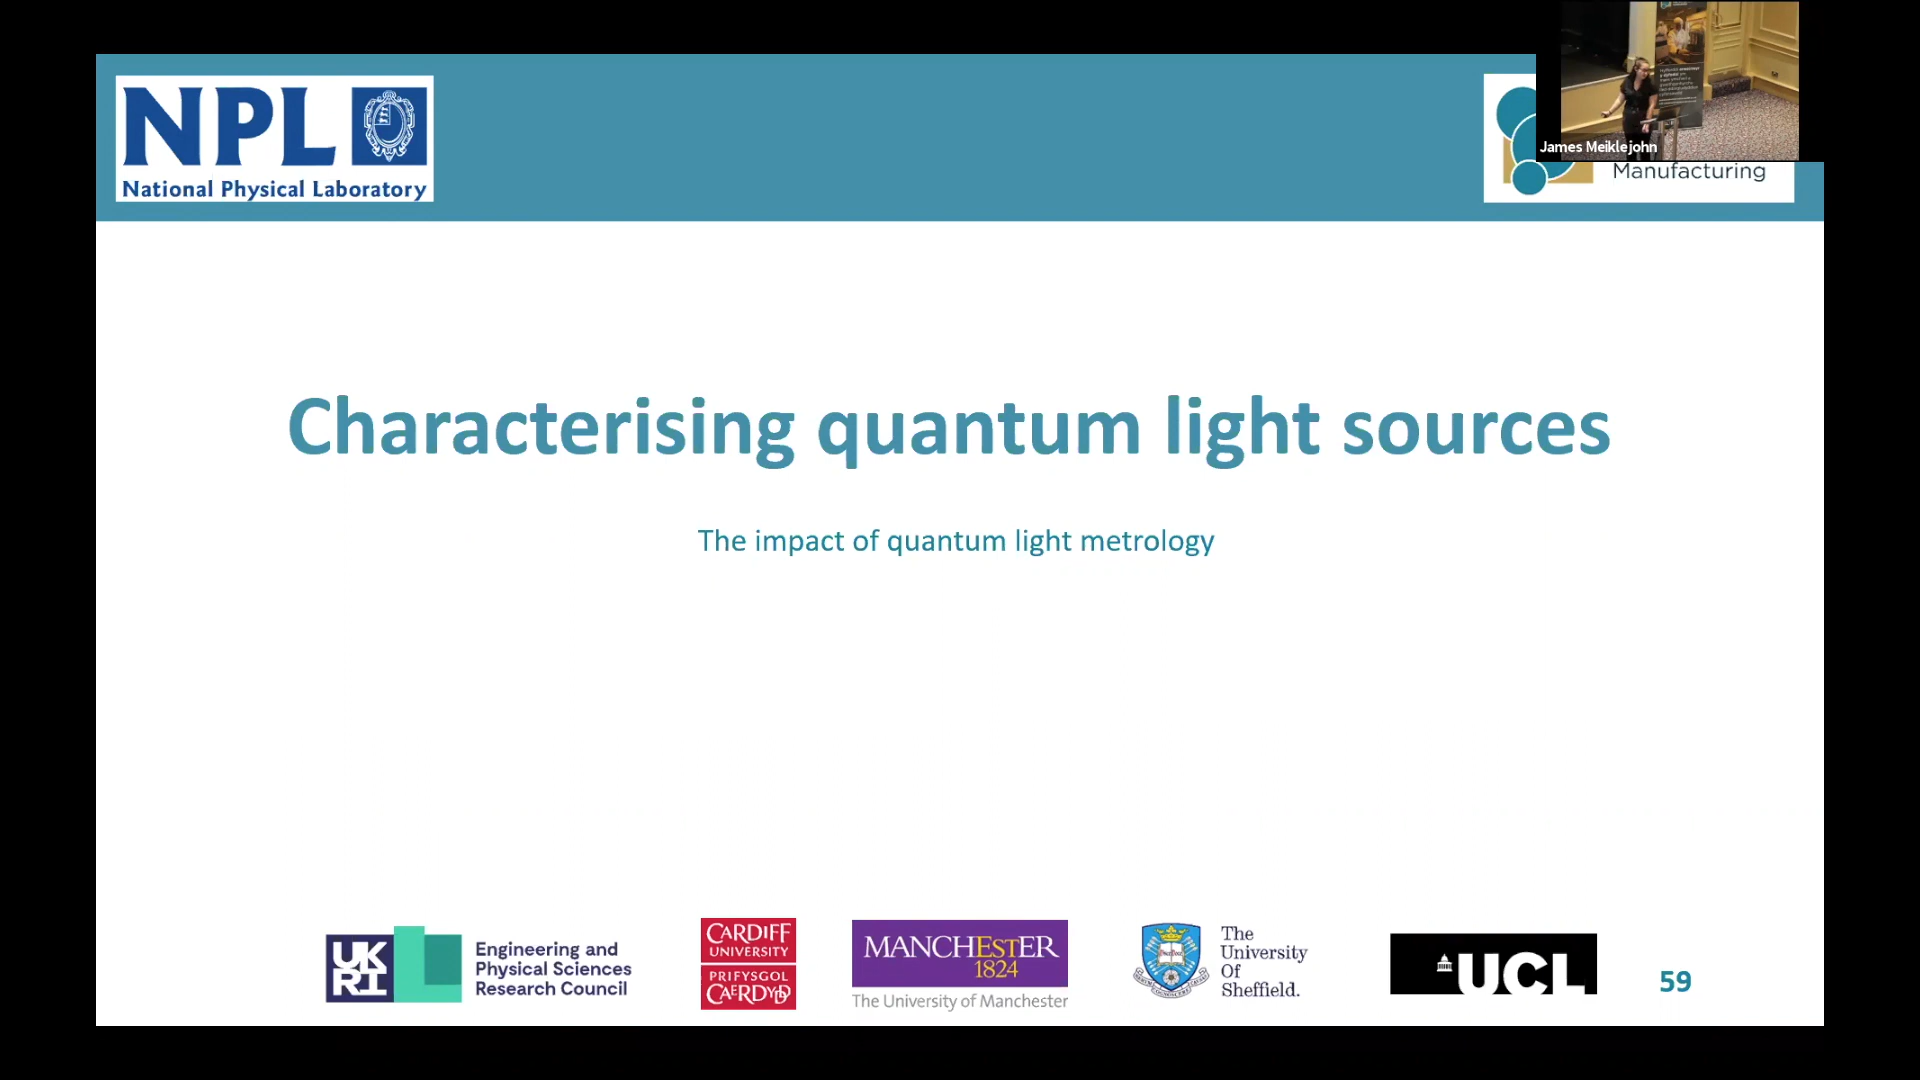 NPL
National Physical Laboratory
James Meiklejohn
Manufacturing
Characterising quantum light sources
The impact of quantum light metrology
UK
RI
Engineering and
Physical Sciences
Research Council
CARDIFF
UNIVERSITY
PRIFYSGOL
CAERDYDD
MANCHESTER
1824
The University of Manchester
The
University
Of
Sheffield.
UCL
59